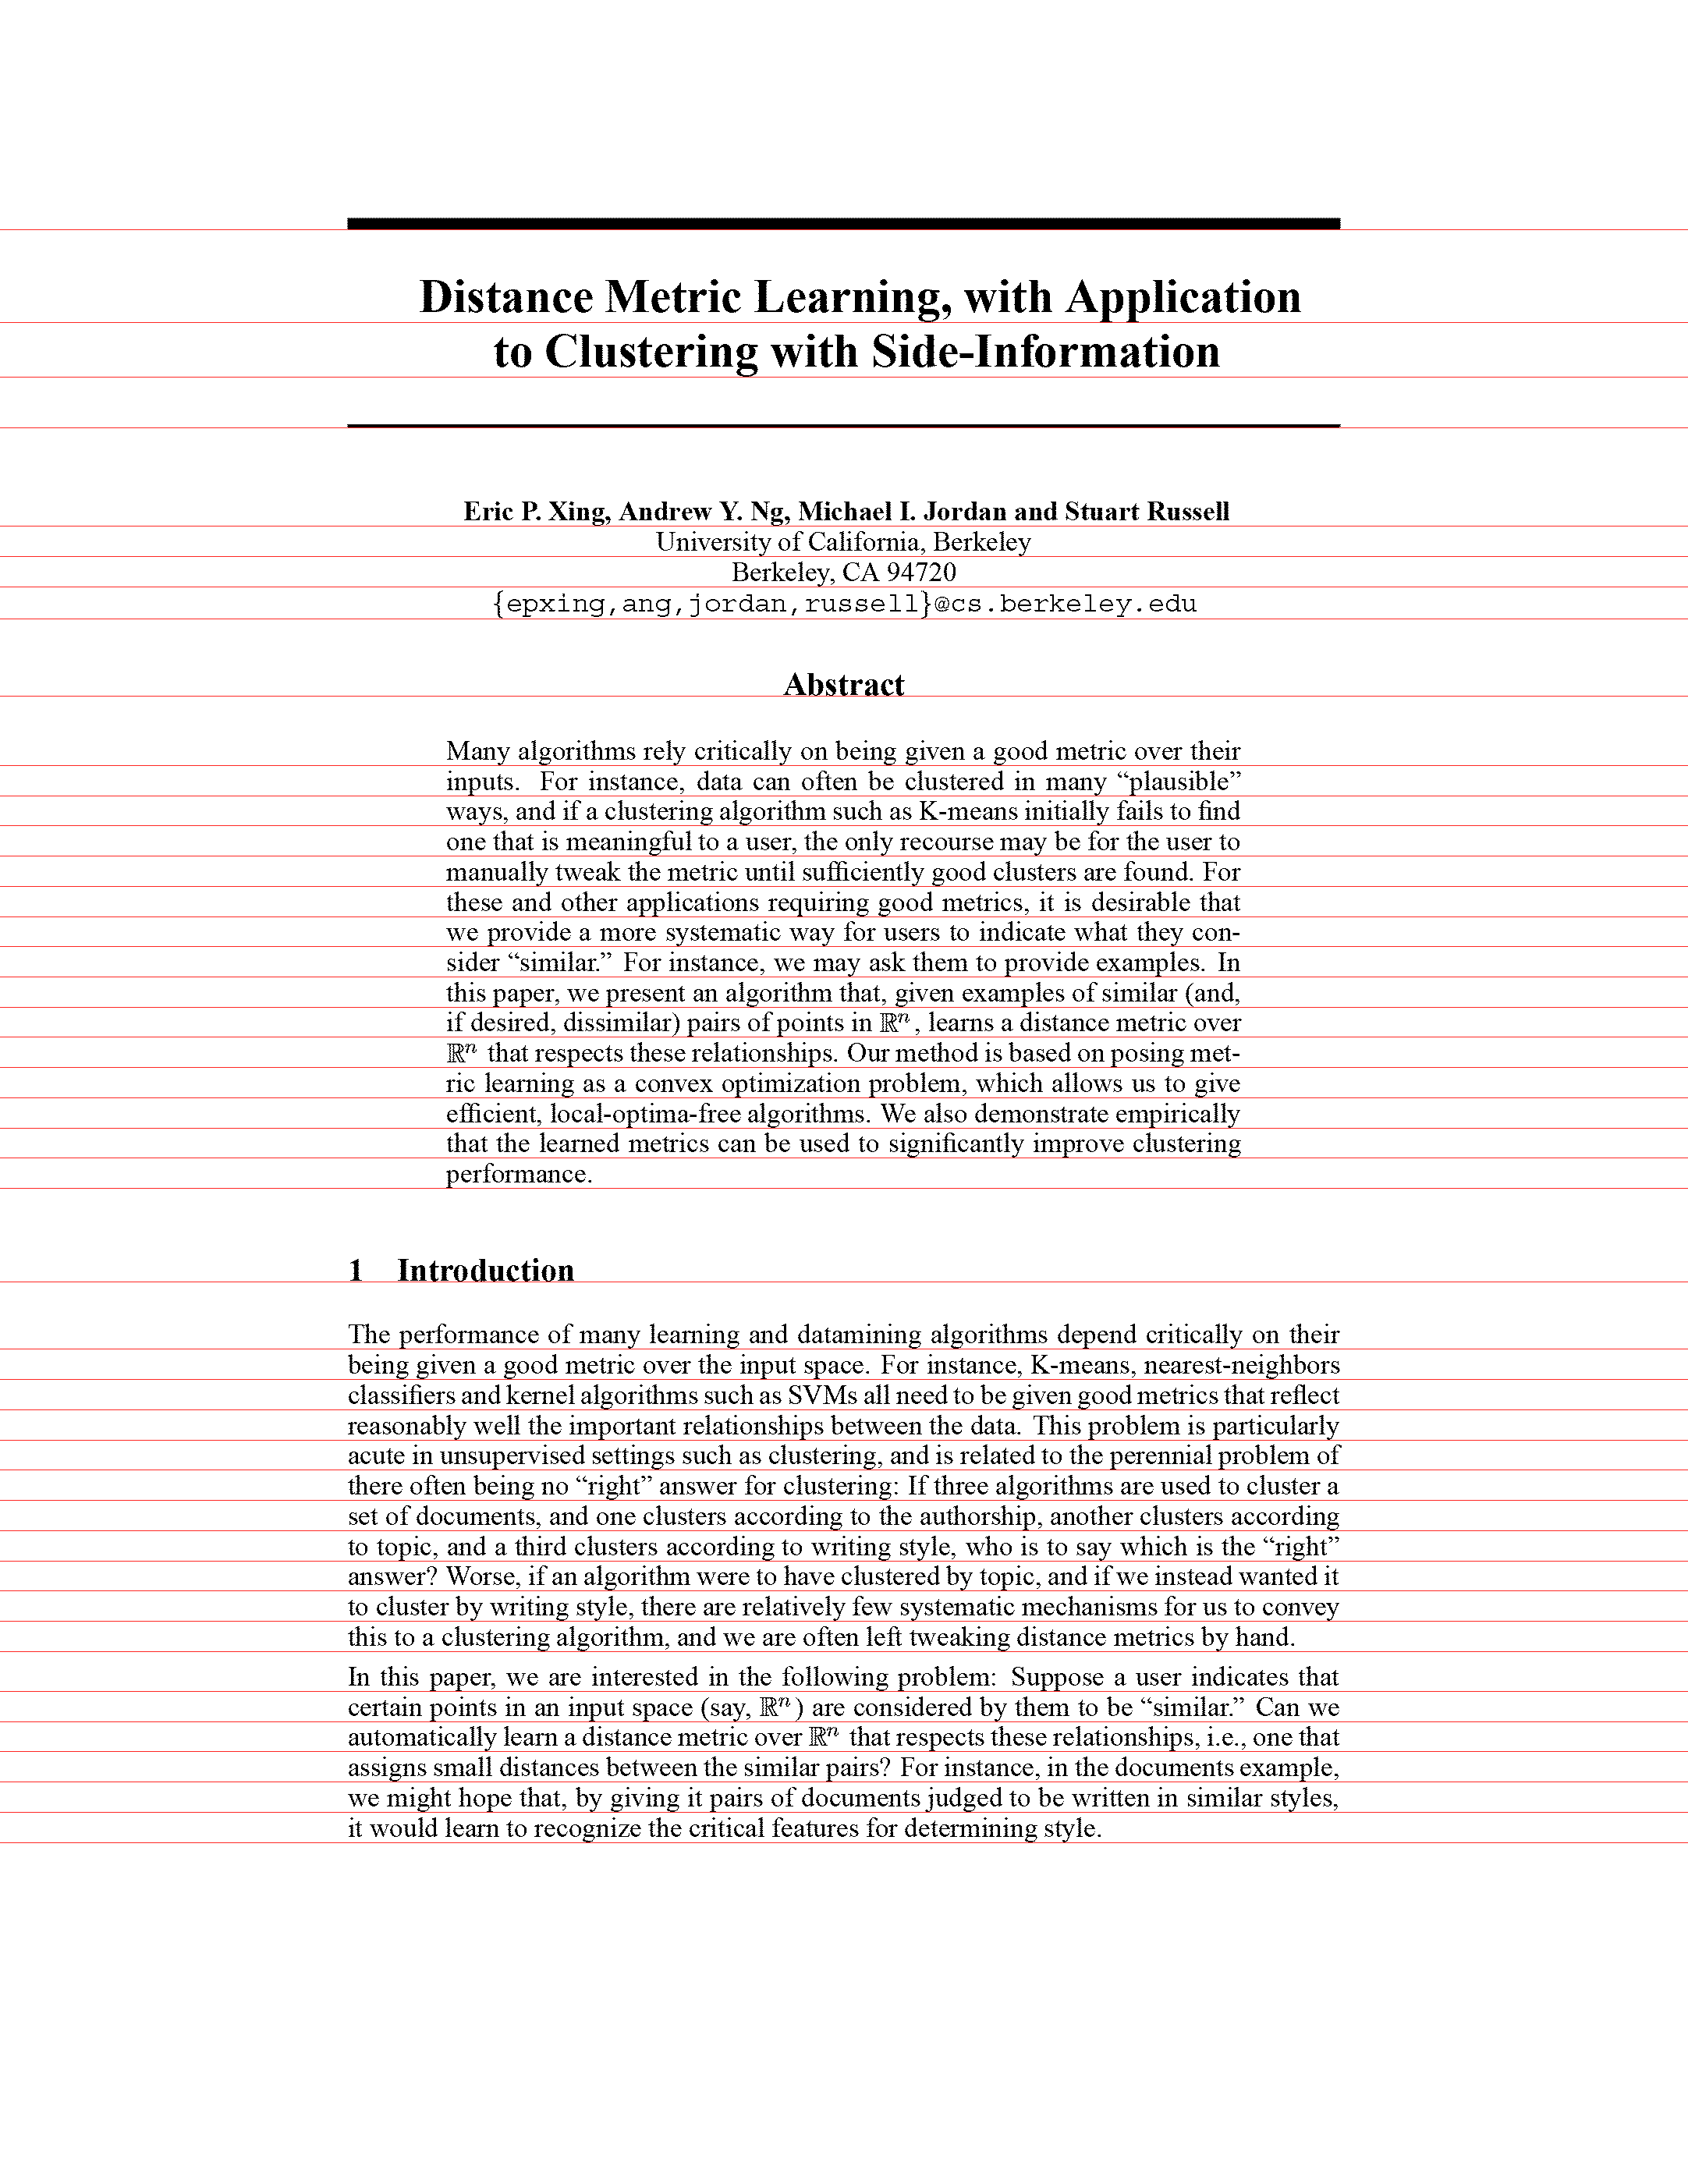 Distance Metric Learning, with Application
to Clustering with Side-Information
Eric P. Xing, Andrew Y. Ng, Michael I. Jordan and Stuart Russell
University of California, Berkeley
Berkeley, CA 94720
{epxing,ang,jordan,russell}@cs.berkeley.edu
Abstract
Many algorithms rely critically on being given a good metric over their
inputs. For instance, data can often be clustered in many “plausible”
ways, and if a clustering algorithm such as K-means initially fails to find
one that is meaningful to a user, the only recourse may be for the user to
manually tweak the metric until sufficiently good clusters are found. For
these and other applications requiring good metrics, it is desirable that
we provide a more systematic way for users to indicate what they con-
sider “similar.” For instance, we may ask them to provide examples. In
this paper, we present an algorithm that, given examples of similar (and,
if desired, dissimilar) pairs of points in ℝⁿ, learns a distance metric over
ℝⁿ that respects these relationships. Our method is based on posing met-
ric learning as a convex optimization problem, which allows us to give
efficient, local-optima-free algorithms. We also demonstrate empirically
that the learned metrics can be used to significantly improve clustering
performance.
1 Introduction
The performance of many learning and datamining algorithms depend critically on their
being given a good metric over the input space. For instance, K-means, nearest-neighbors
classifiers and kernel algorithms such as SVMs all need to be given good metrics that reflect
reasonably well the important relationships between the data. This problem is particularly
acute in unsupervised settings such as clustering, and is related to the perennial problem of
there often being no “right” answer for clustering: If three algorithms are used to cluster a
set of documents, and one clusters according to the authorship, another clusters according
to topic, and a third clusters according to writing style, who is to say which is the “right”
answer? Worse, if an algorithm were to have clustered by topic, and if we instead wanted it
to cluster by writing style, there are relatively few systematic mechanisms for us to convey
this to a clustering algorithm, and we are often left tweaking distance metrics by hand.
In this paper, we are interested in the following problem: Suppose a user indicates that
certain points in an input space (say, ℝⁿ) are considered by them to be “similar.” Can we
automatically learn a distance metric over ℝⁿ that respects these relationships, i.e., one that
assigns small distances between the similar pairs? For instance, in the documents example,
we might hope that, by giving it pairs of documents judged to be written in similar styles,
it would learn to recognize the critical features for determining style.